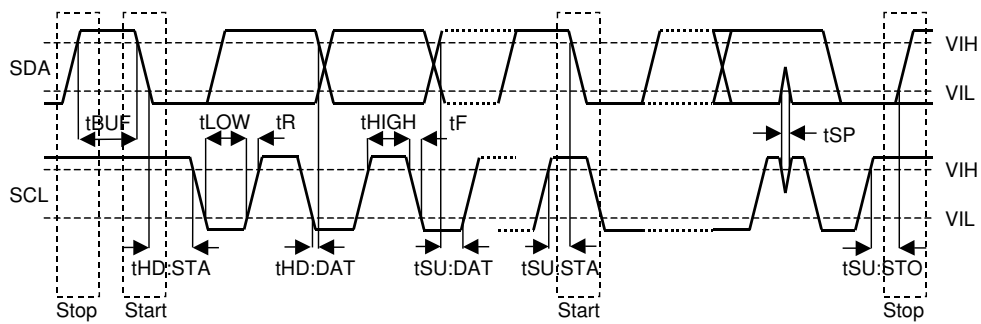 VIH
SDA
VIL
tBUF tLOW tR tHIGH tF tSP
VIH
SCL
VIL
tHD:STA tHD:DAT tSU:DAT tSU:STA tSU:STO
Stop Start Start Stop